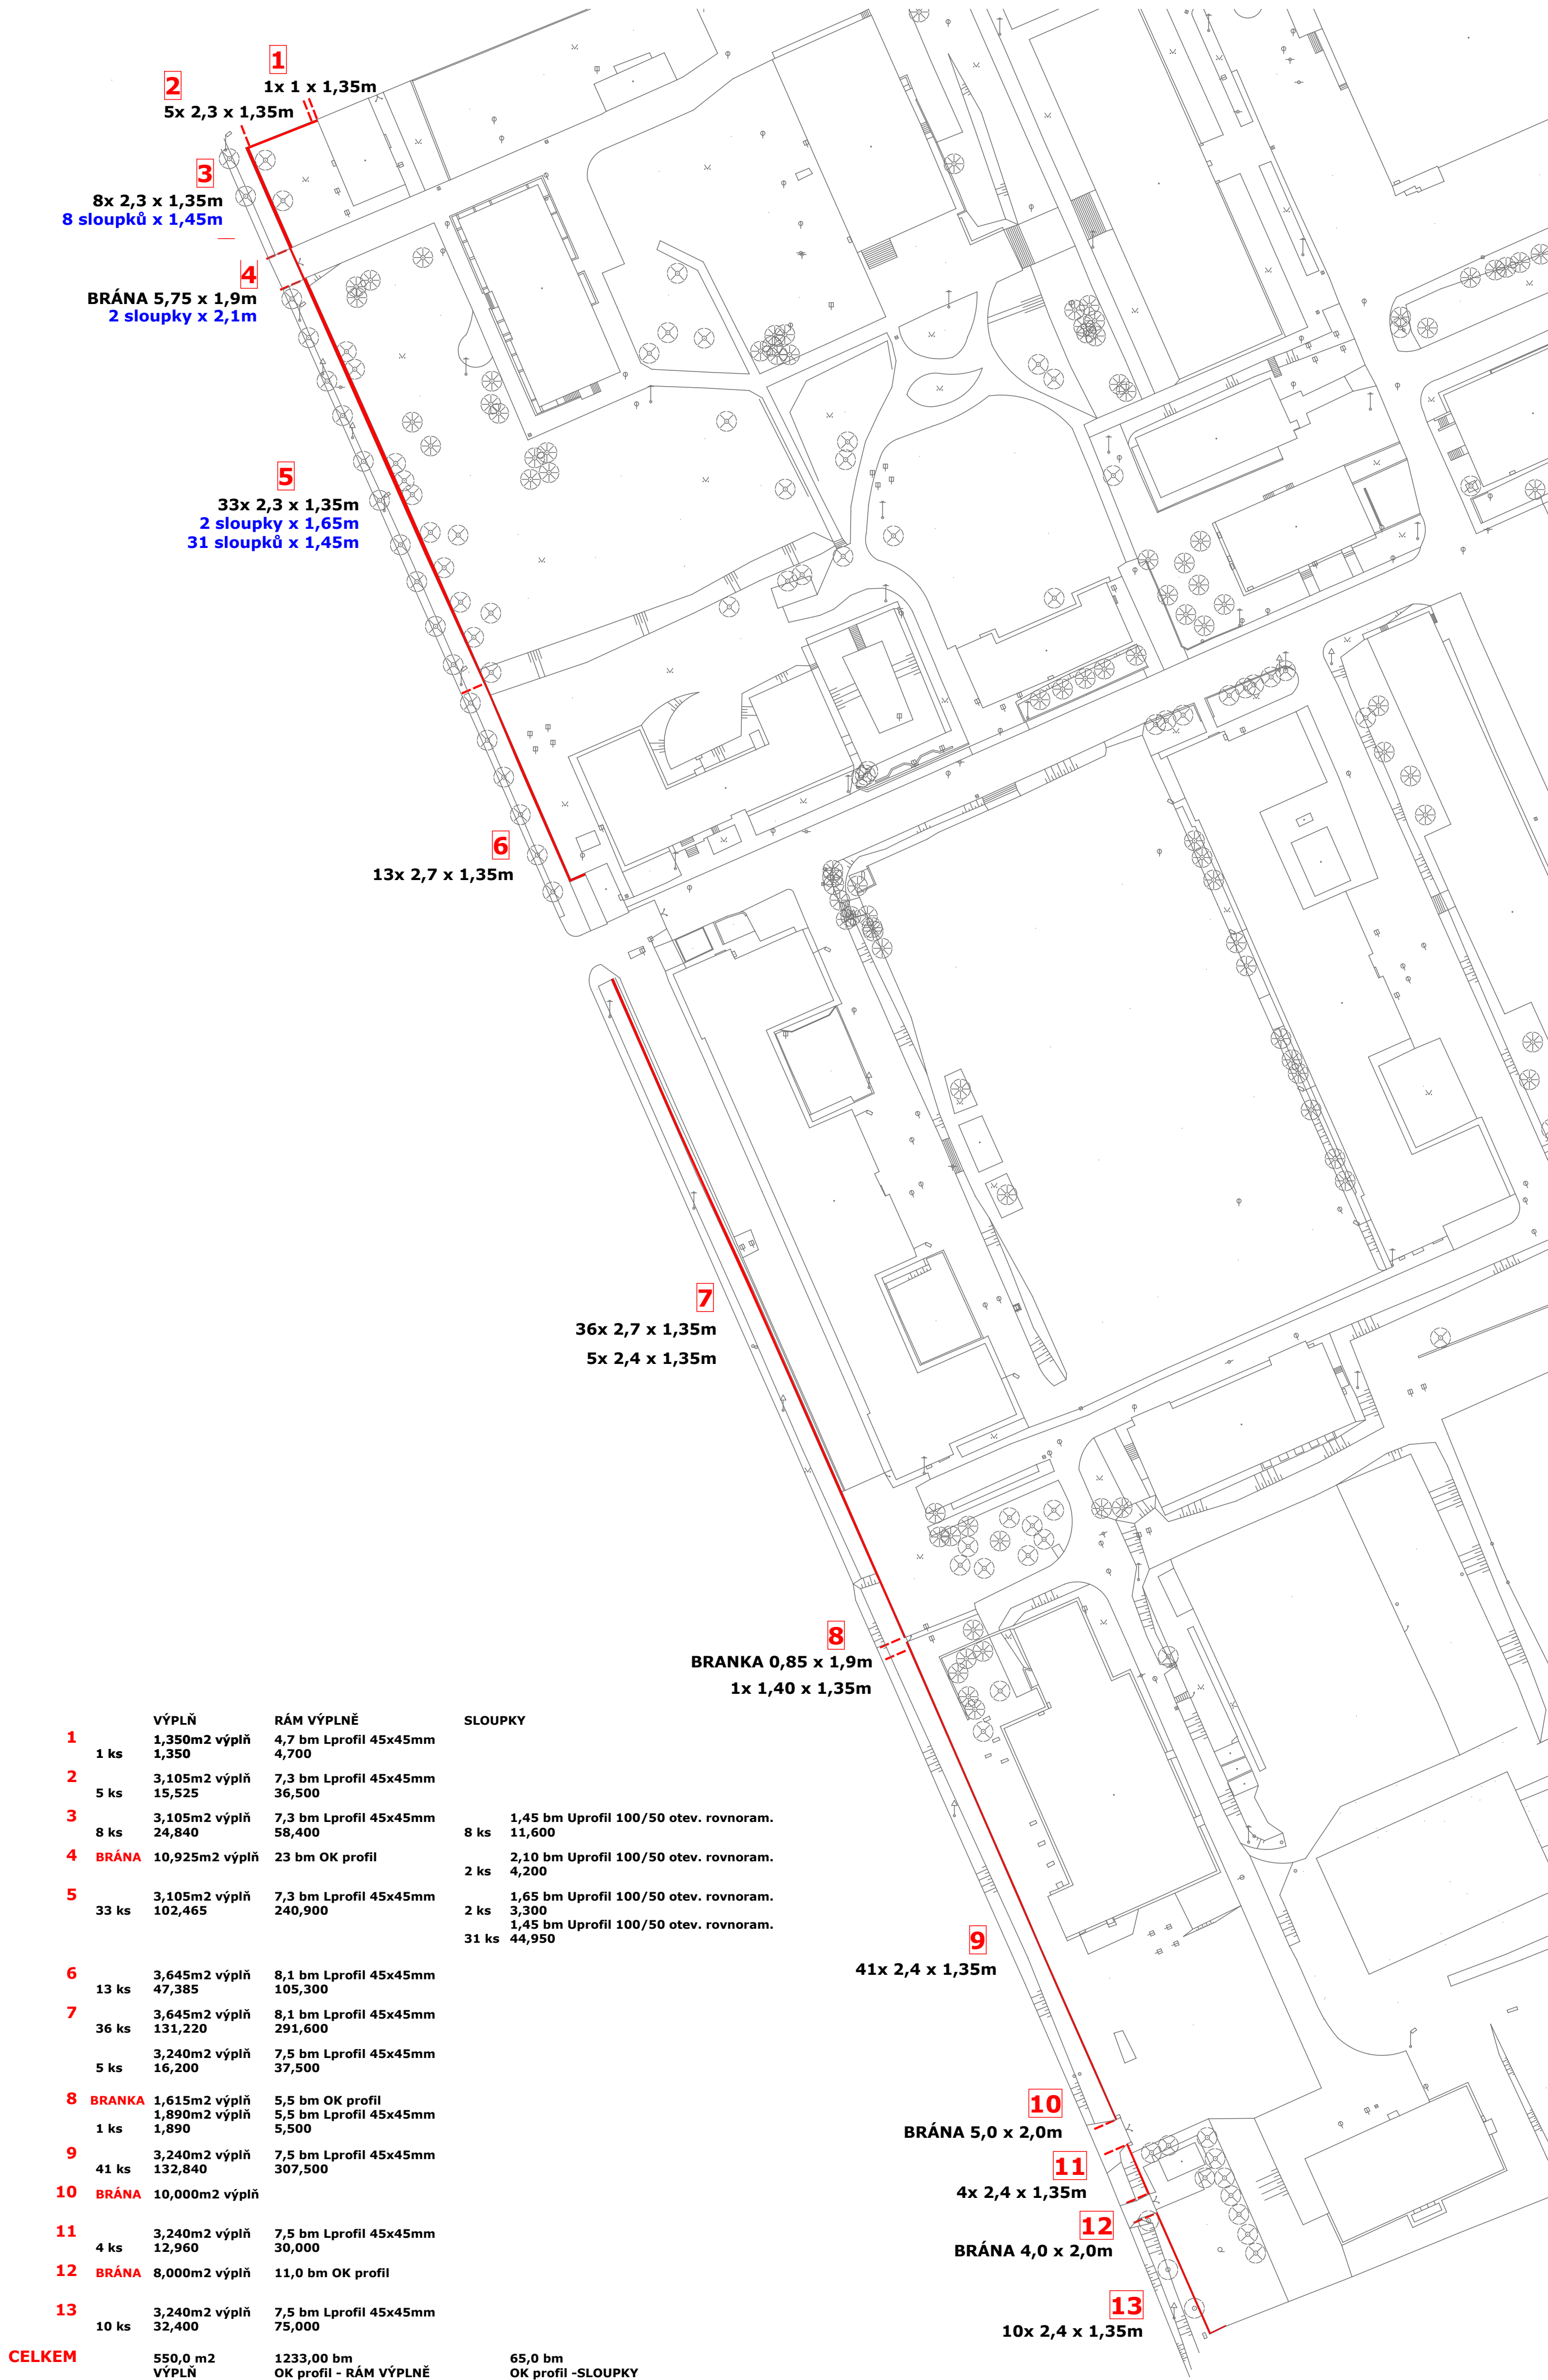 1
1x 1 x 1,35m
2
5x 2,3 x 1,35m
3
8x 2,3 x 1,35m
8 sloupků x 1,45m
4
BRÁNA 5,75 x 1,9m
2 sloupky x 2,1m
5
33x 2,3 x 1,35m
2 sloupky x 1,65m
31 sloupků x 1,45m
6
13x 2,7 x 1,35m
7
36x 2,7 x 1,35m
5x 2,4 x 1,35m
8
BRANKA 0,85 x 1,9m
1x 1,40 x 1,35m
9
41x 2,4 x 1,35m
10
BRÁNA 5,0 x 2,0m
11
4x 2,4 x 1,35m
12
BRÁNA 4,0 x 2,0m
13
10x 2,4 x 1,35m
VÝPLŇ RÁM VÝPLNĚ SLOUPKY
1 1,350m2 výplň 4,7 bm Lprofil 45x45mm
1 ks 1,350 4,700
2 3,105m2 výplň 7,3 bm Lprofil 45x45mm
5 ks 15,525 36,500
3 3,105m2 výplň 7,3 bm Lprofil 45x45mm 1,45 bm Uprofil 100/50 otev. rovnoram.
8 ks 24,840 58,400 8 ks 11,600
4 BRÁNA 10,925m2 výplň 23 bm OK profil 2,10 bm Uprofil 100/50 otev. rovnoram.
2 ks 4,200
5 3,105m2 výplň 7,3 bm Lprofil 45x45mm 1,65 bm Uprofil 100/50 otev. rovnoram.
33 ks 102,465 240,900 2 ks 3,300
1,45 bm Uprofil 100/50 otev. rovnoram.
31 ks 44,950
6 3,645m2 výplň 8,1 bm Lprofil 45x45mm
13 ks 47,385 105,300
7 3,645m2 výplň 8,1 bm Lprofil 45x45mm
36 ks 131,220 291,600
3,240m2 výplň 7,5 bm Lprofil 45x45mm
5 ks 16,200 37,500
8 BRANKA 1,615m2 výplň 5,5 bm OK profil
1,890m2 výplň 5,5 bm Lprofil 45x45mm
1 ks 1,890 5,500
9 3,240m2 výplň 7,5 bm Lprofil 45x45mm
41 ks 132,840 307,500
10 BRÁNA 10,000m2 výplň
11 3,240m2 výplň 7,5 bm Lprofil 45x45mm
4 ks 12,960 30,000
12 BRÁNA 8,000m2 výplň 11,0 bm OK profil
13 3,240m2 výplň 7,5 bm Lprofil 45x45mm
10 ks 32,400 75,000
CELKEM 550,0 m2 1233,00 bm 65,0 bm
VÝPLŇ OK profil - RÁM VÝPLNĚ OK profil -SLOUPKY